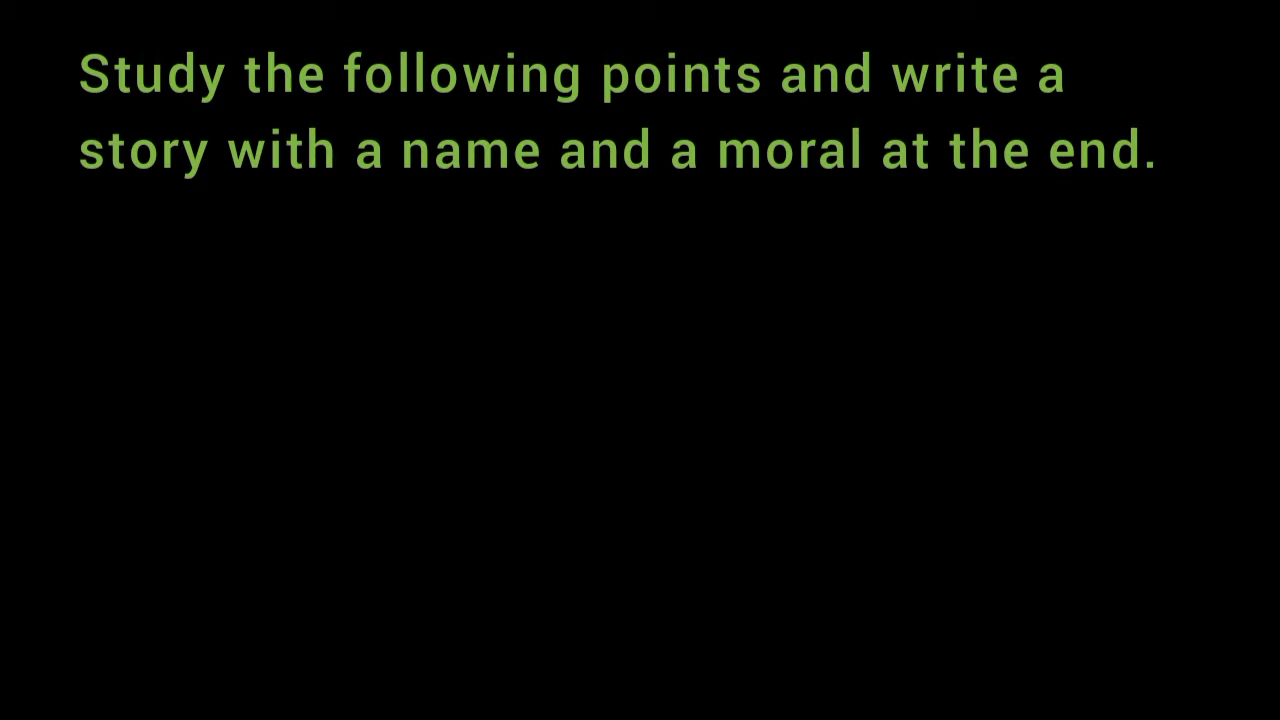 Study the following points and write a
story with a name and a moral at the end.